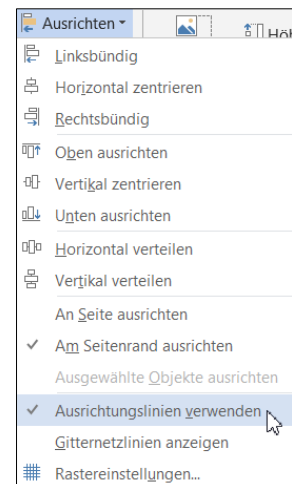 Ausrichten
Linksbündig
Horizontal zentrieren
Rechtsbündig
Oben ausrichten
Vertikal zentrieren
Unten ausrichten
Horizontal verteilen
Vertikal verteilen
An Seite ausrichten
Am Seitenrand ausrichten
Ausgewählte Objekte ausrichten
Ausrichtungslinien verwenden
Gitternetzlinien anzeigen
Rastereinstellungen...